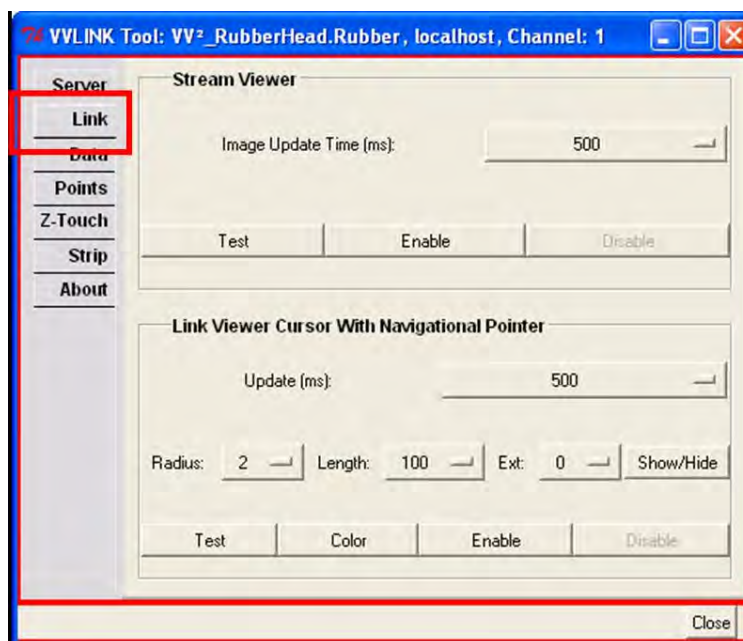 VVLINK Tool: VV²_RubberHead.Rubber, localhost, Channel: 1
Server
Link
Data
Points
Z-Touch
Strip
About
Stream Viewer
Image Update Time (ms): 500
Test Enable Disable
Link Viewer Cursor With Navigational Pointer
Update (ms): 500
Radius: 2 Length: 100 Ext: 0 Show/Hide
Test Color Enable Disable
Close